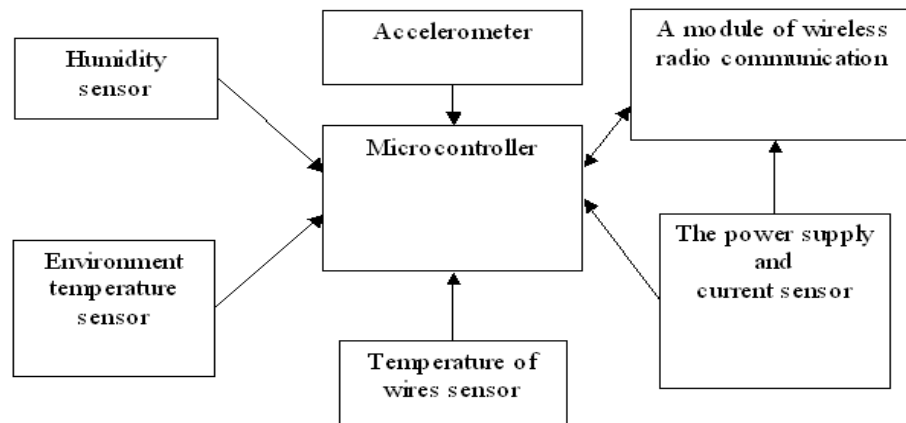 Humidity
sensor
Accelerometer
A module of wireless
radio communication
Microcontroller
Environment
temperature
sensor
The power supply
and
current sensor
Temperature of
wires sensor